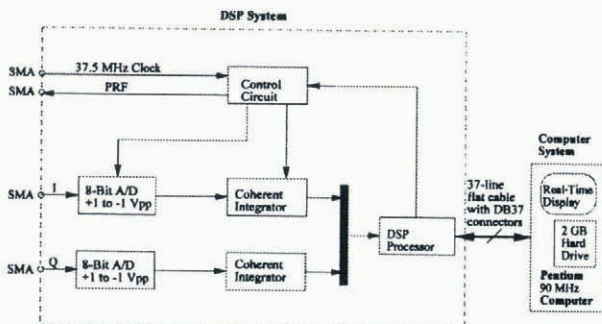 DSP System
SMA
37.5 MHz Clock
SMA
PRF
Control
Circuit
Computer
System
SMA
I
8-Bit A/D
+1 to -1 Vpp
Coherent
Integrator
37-line
flat cable
with DB37
connectors
Real-Time
Display
DSP
Processor
2 GB
Hard
Drive
SMA
Q
8-Bit A/D
+1 to -1 Vpp
Coherent
Integrator
Pentium
90 MHz
Computer